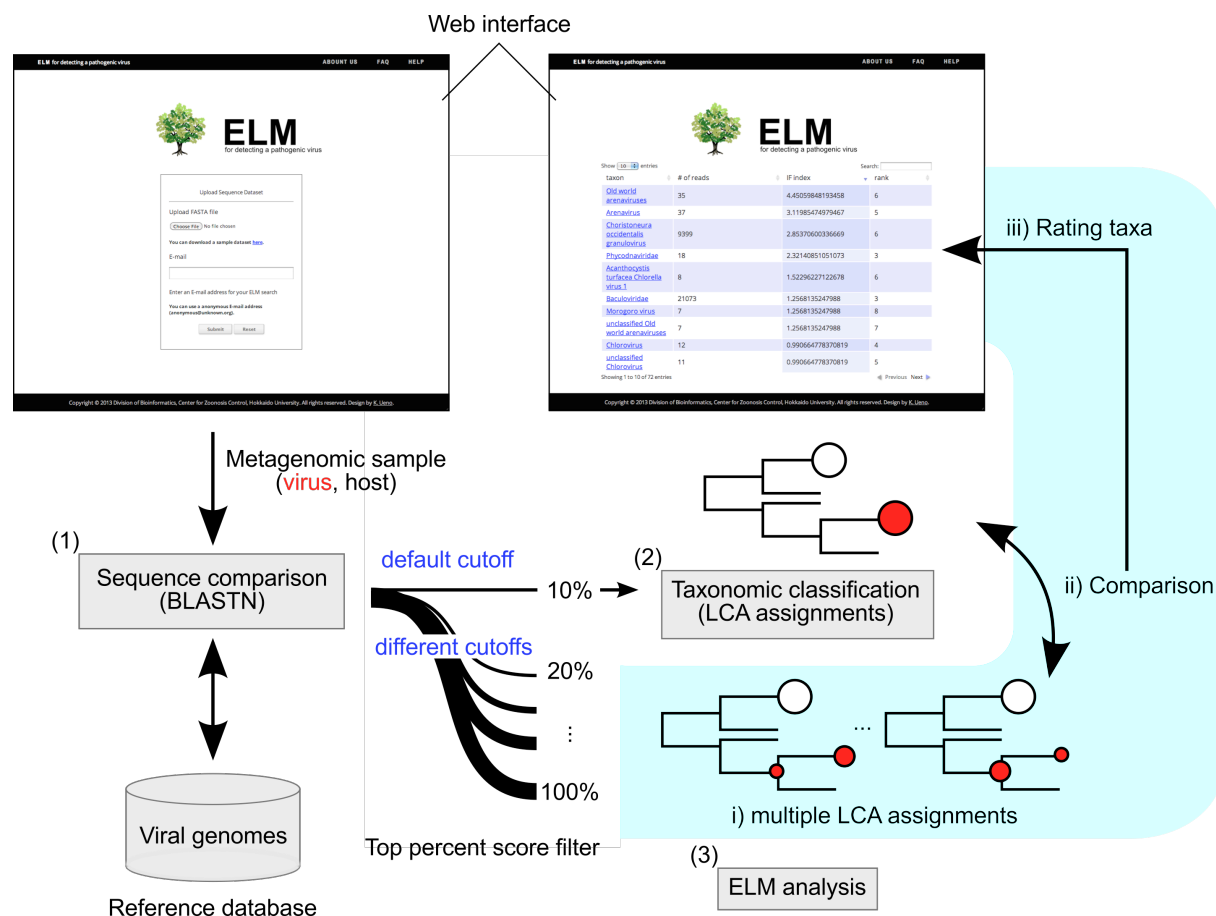 Web interface
ELM for detecting a pathogenic virus
ABOUNT US FAQ HELP
ELM
for detecting a pathogenic virus
Upload Sequence Dataset
Upload FASTA file
Choose File No file chosen
You can download a sample dataset here.
E-mail
Enter an E-mail address for your ELM search
You can use a anonymous E-mail address
(anonymous@unknown.org).
Submit Reset
Copyright © 2013 Division of Bioinformatics, Center for Zoonosis Control, Hokkaido University. All rights reserved. Design by K. Ueno.
ELM for detecting a pathogenic virus
ABOUT US FAQ HELP
ELM
for detecting a pathogenic virus
Show 10 entries Search:
taxon # of reads IF index rank
Old world
arenaviruses 35 4.45059848193458 6
Arenavirus 37 3.11985474979467 5
Choristoneura
occidentalis 9399 2.85370600336669 6
granulovirus
Phycodnaviridae 18 2.32140851051073 3
Acanthocystis
turfacea Chlorella 8 1.52296227122678 6
virus 1
Baculoviridae 21073 1.2568135247988 3
Morogoro virus 7 1.2568135247988 8
unclassified Old
world arenaviruses 7 1.2568135247988 7
Chlorovirus 12 0.990664778370819 4
unclassified
Chlorovirus 11 0.990664778370819 5
Showing 1 to 10 of 72 entries Previous Next
Copyright © 2013 Division of Bioinformatics, Center for Zoonosis Control, Hokkaido University. All rights reserved. Design by K. Ueno.
iii) Rating taxa
Metagenomic sample
(virus, host)
(1)
Sequence comparison
(BLASTN)
default cutoff
10%
different cutoffs
20%
⋮
100%
Top percent score filter
(2)
Taxonomic classification
(LCA assignments)
ii) Comparison
...
i) multiple LCA assignments
(3)
ELM analysis
Viral genomes
Reference database